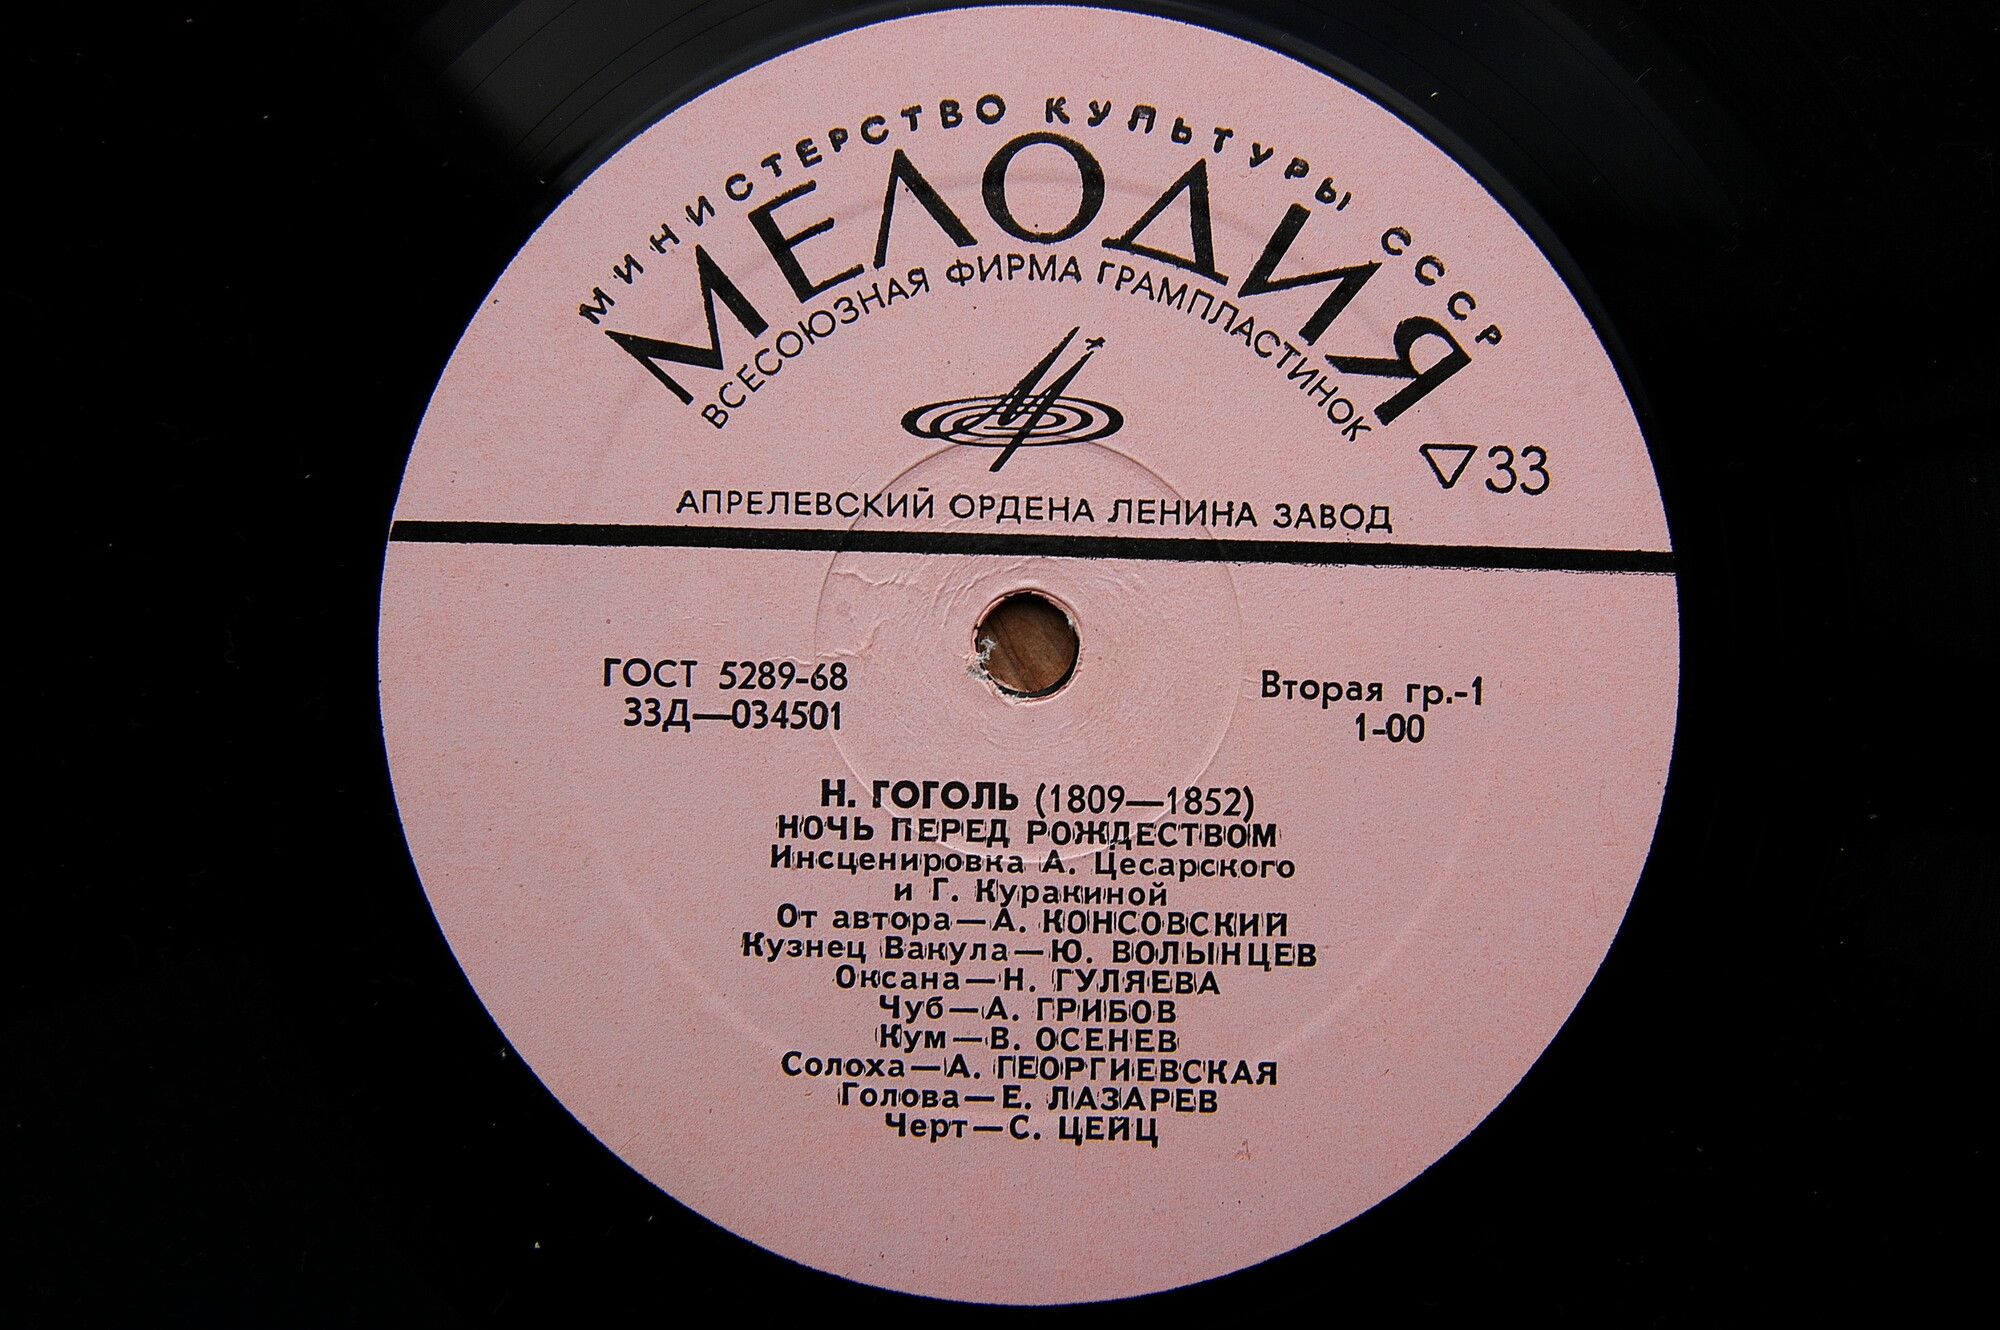 МИНИСТЕРСТВО КУЛЬТУРЫ СССР
МЕЛОДИЯ
ВСЕСОЮЗНАЯ ФИРМА ГРАМПЛАСТИНОК
▽33
АПРЕЛЕВСКИЙ ОРДЕНА ЛЕНИНА ЗАВОД
ГОСТ 5289-68
33Д—034501
Вторая гр.-1
1-00
Н. ГОГОЛЬ (1809—1852)
НОЧЬ ПЕРЕД РОЖДЕСТВОМ
Инсценировка А. Цесарского
и Г. Куракиной
От автора—А. КОНСОВСКИЙ
Кузнец Вакула—Ю. ВОЛЫНЦЕВ
Оксана—Н. ГУЛЯЕВА
Чуб—А. ГРИБОВ
Кум—В. ОСЕНЕВ
Солоха—А. ГЕОРГИЕВСКАЯ
Голова—Е. ЛАЗАРЕВ
Черт—С. ЦЕЙЦ